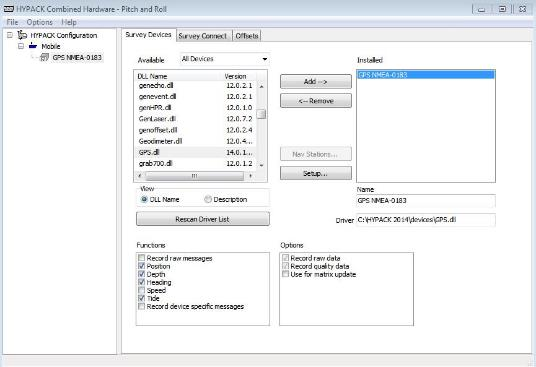 HYPACK Combined Hardware - Pitch and Roll
File Options Help
HYPACK Configuration
Mobile
GPS NMEA-0183
Survey Devices Survey Connect Offsets
Available All Devices
Installed
DLL Name Version
genecho.dll 12.0.2.1
genevent.dll 12.0.2.1
genHPR.dll 12.0.1.0
GenLaser.dll 12.0.7.2
genoffset.dll 12.0.2.4
Geodimeter.dll 12.0.4...
GPS.dll 14.0.1...
grab700.dll 12.0.1.2
Add -->
<-- Remove
Nav Stations...
Setup...
GPS NMEA-0183
View
DLL Name Description
Rescan Driver List
Name
GPS NMEA-0183
Driver C:\HYPACK 2014\devices\GPS.dll
Functions
Record raw messages
Position
Depth
Heading
Speed
Tide
Record device specific messages
Options
Record raw data
Record quality data
Use for matrix update